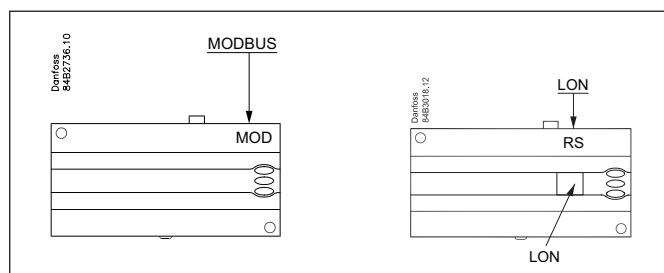 Danfoss
84B2736.10
MODBUS
MOD
Danfoss
84B3018.12
LON
RS
LON